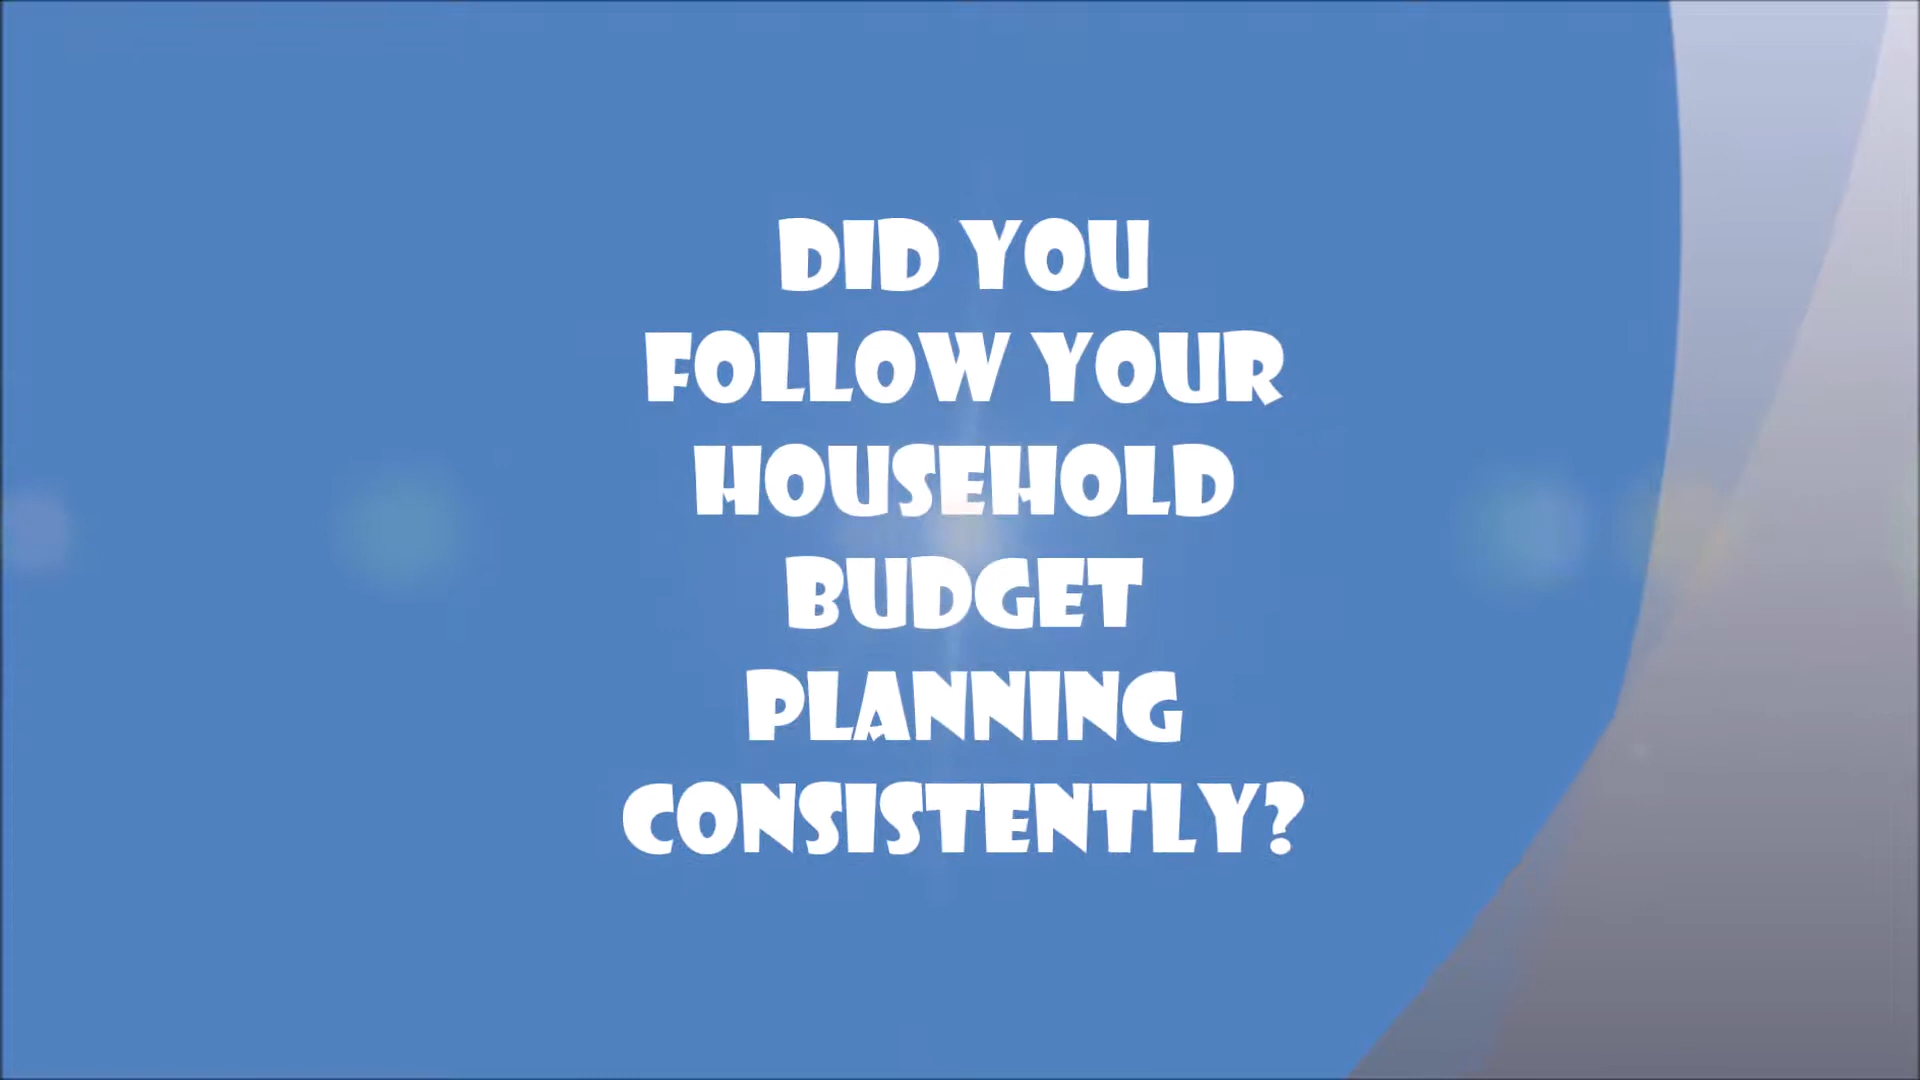 DID YOU
FOLLOW YOUR
HOUSEHOLD
BUDGET
PLANNING
CONSISTENTLY?